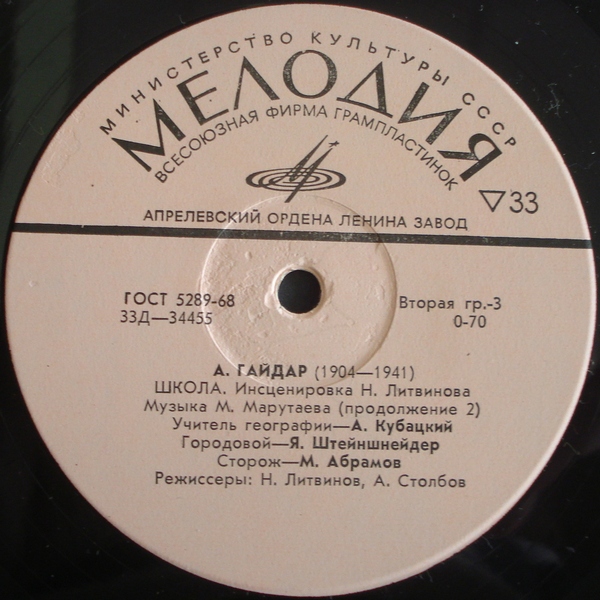 МИНИСТЕРСТВО КУЛЬТУРЫ СССР
МЕЛОДИЯ
ВСЕСОЮЗНАЯ ФИРМА ГРАМПЛАСТИНОК
▽33
АПРЕЛЕВСКИЙ ОРДЕНА ЛЕНИНА ЗАВОД
ГОСТ 5289-68
33Д—34455
Вторая гр.-3
0-70
А. ГАЙДАР (1904—1941)
ШКОЛА. Инсценировка Н. Литвинова
Музыка М. Марутаева (продолжение 2)
Учитель географии—А. Кубацкий
Городовой—Я. Штейншнейдер
Сторож—М. Абрамов
Режиссеры: Н. Литвинов, А. Столбов